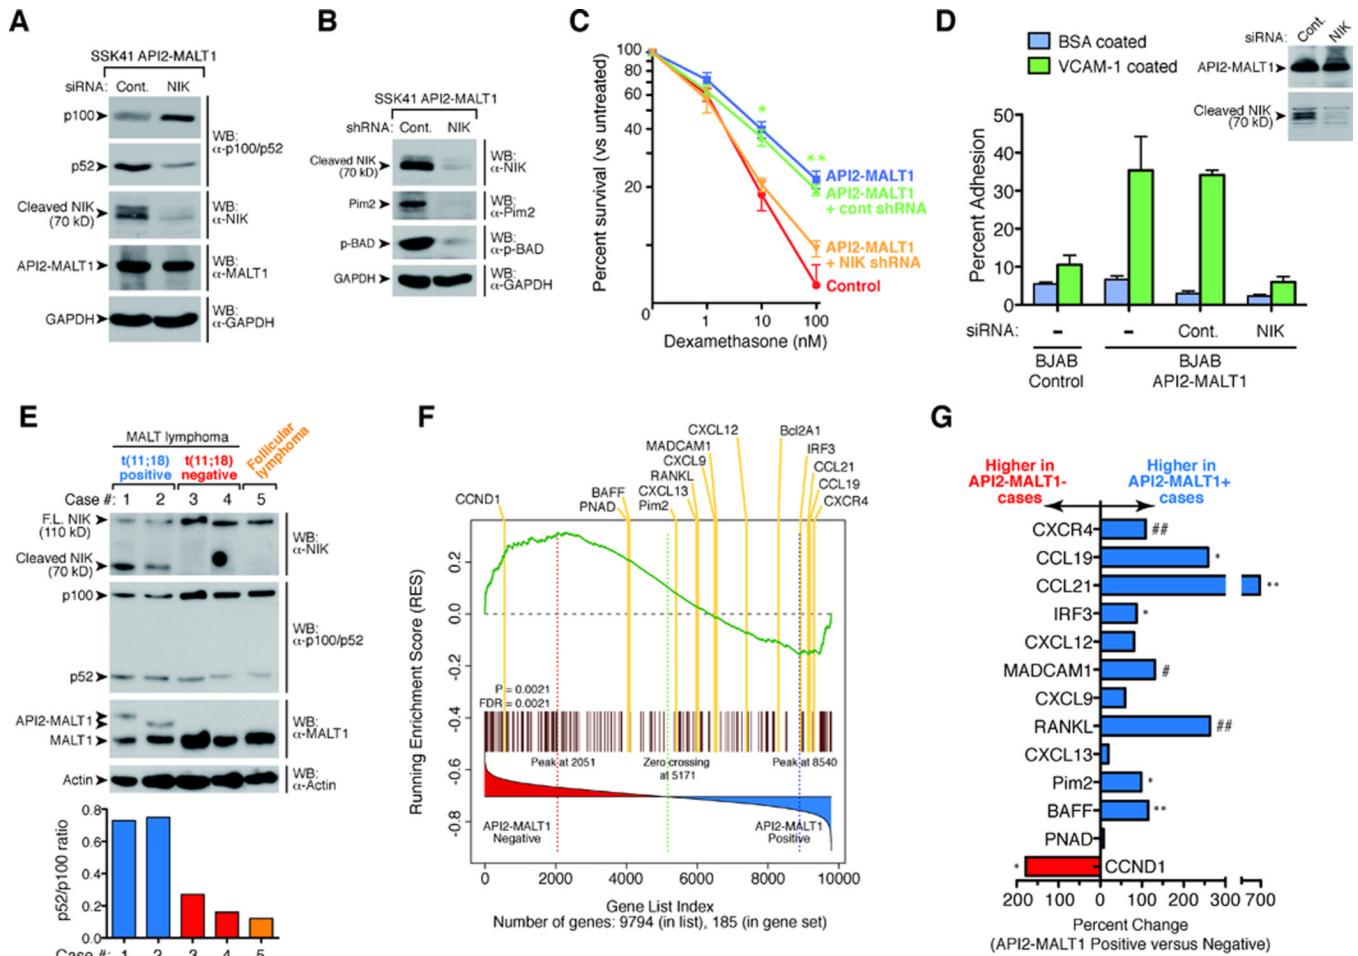 A
SSK41 API2-MALT1
siRNA: Cont. NIK
p100
p52
WB:
α-p100/p52
Cleaved NIK
(70 kD)
WB:
α-NIK
API2-MALT1
WB:
α-MALT1
GAPDH
WB:
α-GAPDH
B
SSK41 API2-MALT1
shRNA: Cont. NIK
Cleaved NIK
(70 kD)
WB:
α-NIK
Pim2
WB:
α-Pim2
p-BAD
WB:
α-p-BAD
GAPDH
WB:
α-GAPDH
C
Percent survival (vs untreated)
100
80
60
40
20
*
**
API2-MALT1
API2-MALT1
+ cont shRNA
API2-MALT1
+ NIK shRNA
Control
0 1 10 100
Dexamethasone (nM)
D
BSA coated
VCAM-1 coated
siRNA: Cont. NIK
API2-MALT1
Cleaved NIK
(70 kD)
Percent Adhesion
50
40
30
20
10
0
siRNA: – – Cont. NIK
BJAB
Control
BJAB
API2-MALT1
E
MALT lymphoma
t(11;18)
positive
t(11;18)
negative
Follicular
lymphoma
Case #: 1 2 3 4 5
F.L. NIK
(110 kD)
Cleaved NIK
(70 kD)
WB:
α-NIK
p100
p52
WB:
α-p100/p52
API2-MALT1
MALT1
WB:
α-MALT1
Actin
WB:
α-Actin
p52/p100 ratio
0.8
0.6
0.4
0.2
0.0
Case #: 1 2 3 4 5
F
CXCL12
Bcl2A1
MADCAM1
IRF3
CXCL9
CCL21
RANKL
CCL19
CCND1
BAFF
CXCL13
CXCR4
PNAD
Pim2
Running Enrichment Score (RES)
0.2
0.0
-0.2
-0.4
-0.6
-0.8
P = 0.0021
FDR = 0.0021
Peak at 2051
Zero crossing
at 5171
Peak at 8540
API2-MALT1
Negative
API2-MALT1
Positive
0 2000 4000 6000 8000 10000
Gene List Index
Number of genes: 9794 (in list), 185 (in gene set)
G
Higher in
API2-MALT1-
cases
Higher in
API2-MALT1+
cases
CXCR4 ##
CCL19 *
CCL21 **
IRF3 *
CXCL12
MADCAM1 #
CXCL9
RANKL ##
CXCL13
Pim2 *
BAFF **
PNAD
* CCND1
200 100 0 100 200 300 700
Percent Change
(API2-MALT1 Positive versus Negative)